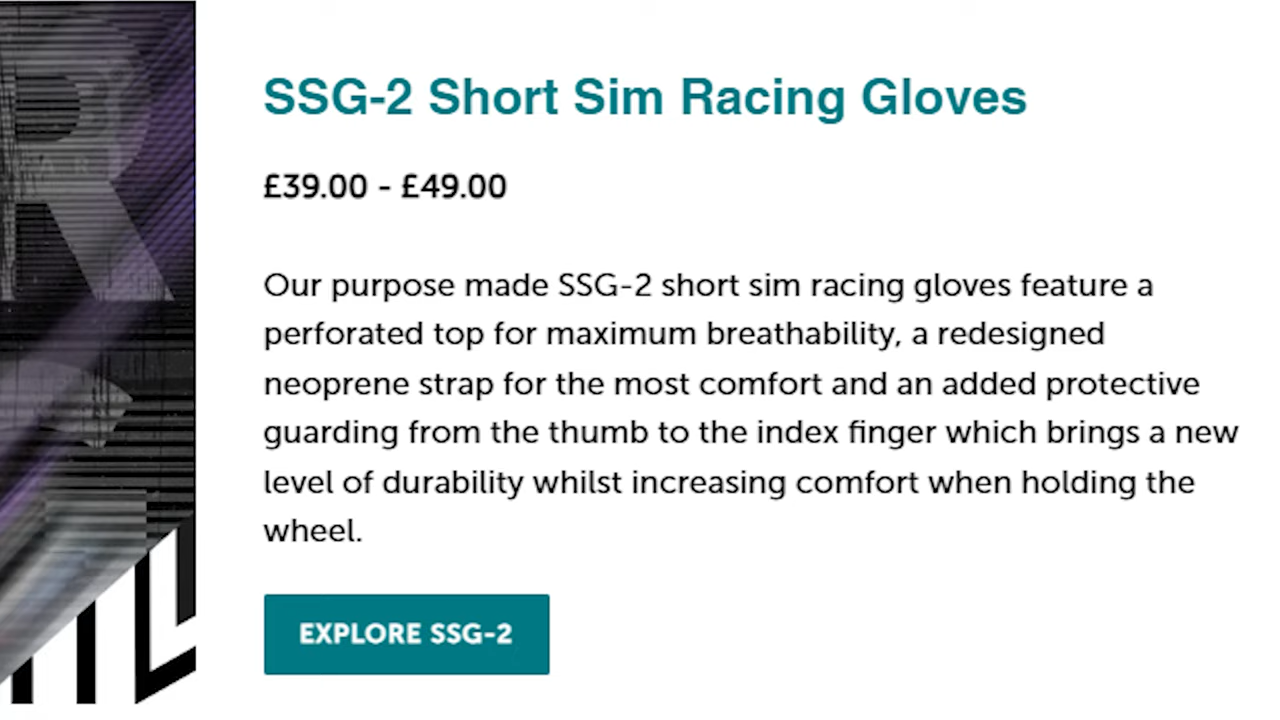 SSG-2 Short Sim Racing Gloves
£39.00 - £49.00
Our purpose made SSG-2 short sim racing gloves feature a
perforated top for maximum breathability, a redesigned
neoprene strap for the most comfort and an added protective
guarding from the thumb to the index finger which brings a new
level of durability whilst increasing comfort when holding the
wheel.
EXPLORE SSG-2